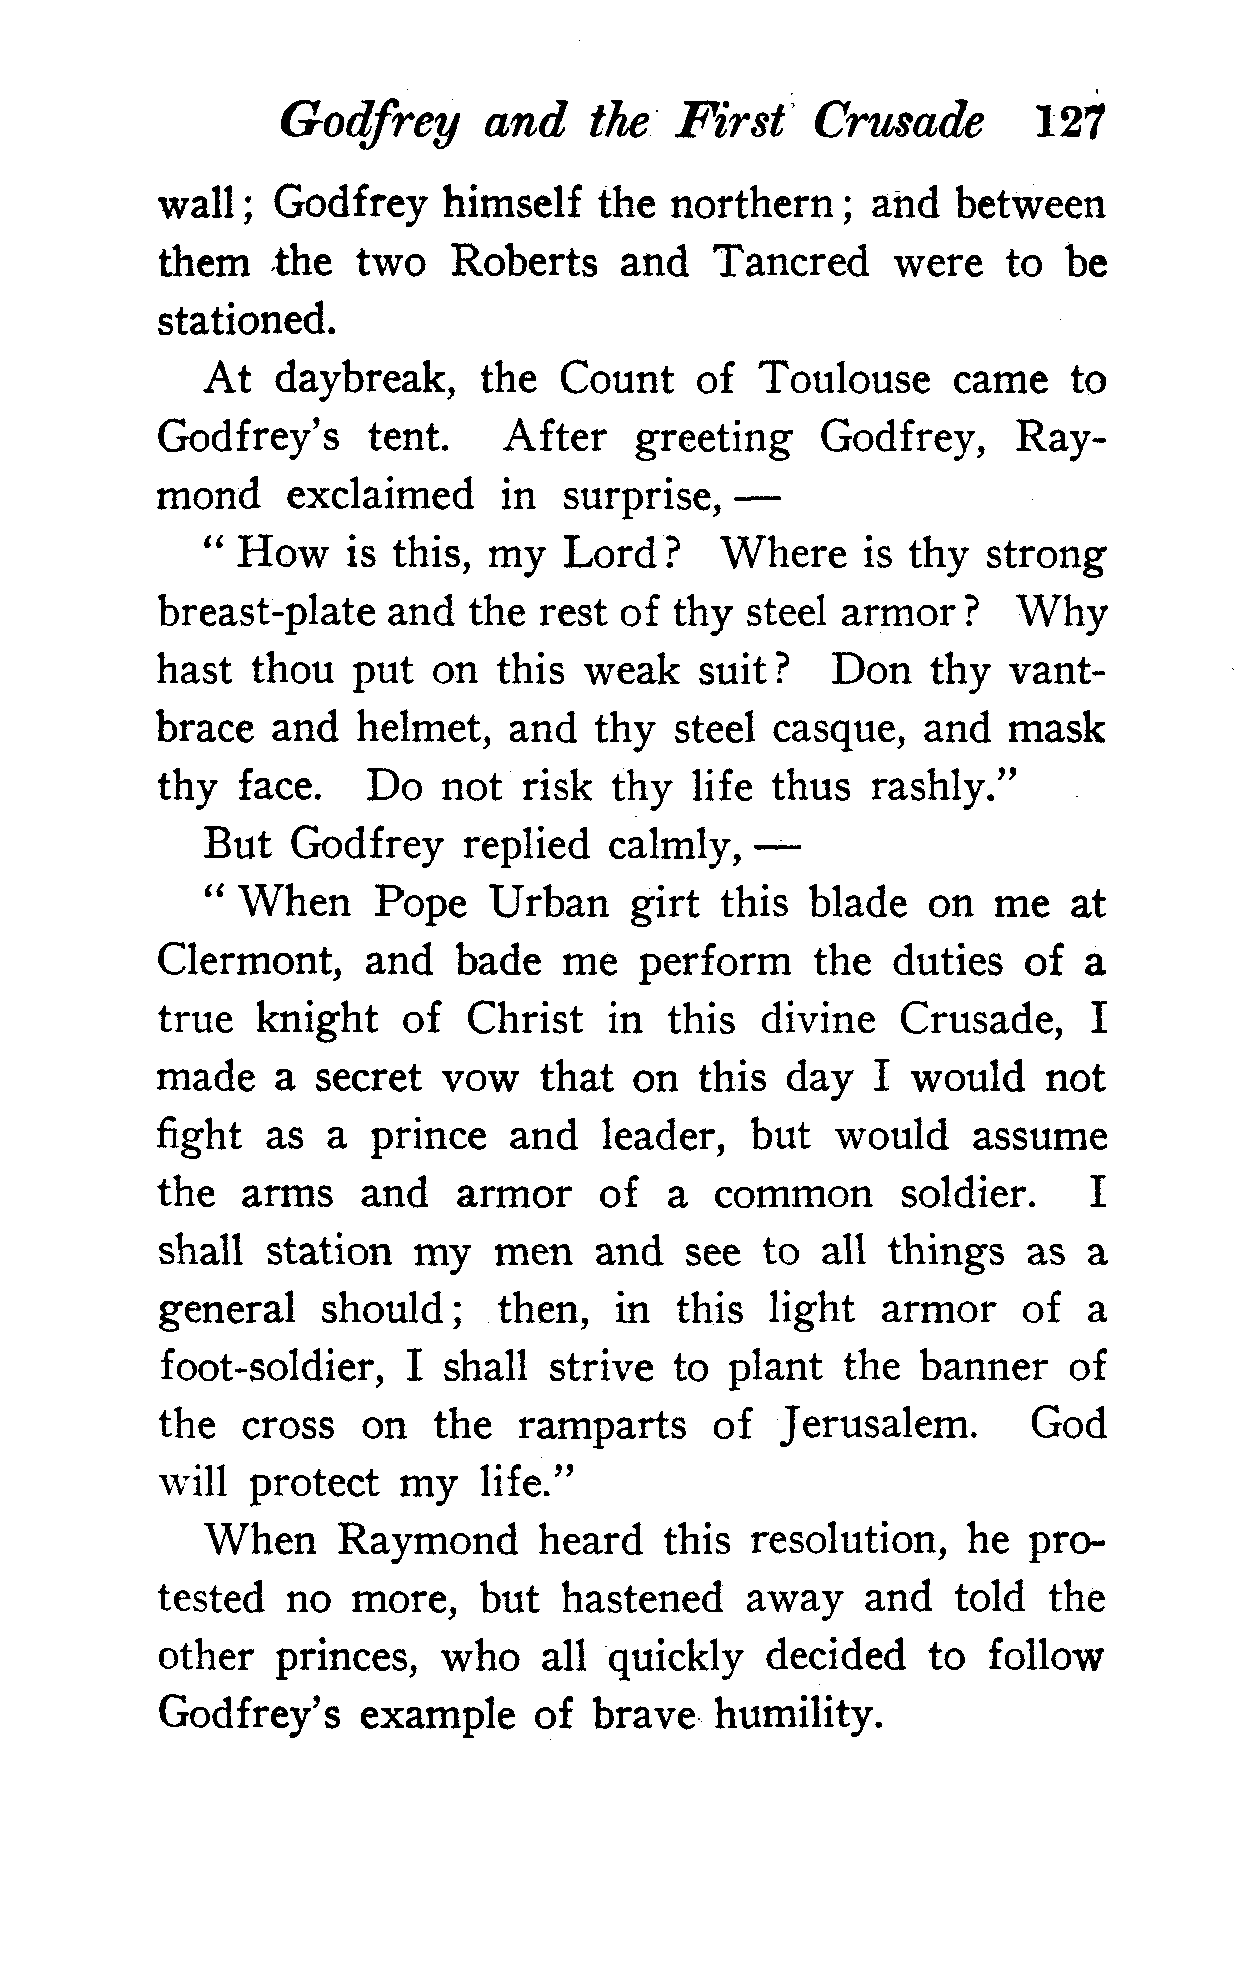 Godfrey and the First Crusade 127
wall; Godfrey himself the northern; and between
them the two Roberts and Tancred were to be
stationed.
At daybreak, the Count of Toulouse came to
Godfrey's tent. After greeting Godfrey, Ray-
mond exclaimed in surprise, —
"How is this, my Lord? Where is thy strong
breast-plate and the rest of thy steel armor? Why
hast thou put on this weak suit? Don thy vant-
brace and helmet, and thy steel casque, and mask
thy face. Do not risk thy life thus rashly."
But Godfrey replied calmly, —
"When Pope Urban girt this blade on me at
Clermont, and bade me perform the duties of a
true knight of Christ in this divine Crusade, I
made a secret vow that on this day I would not
fight as a prince and leader, but would assume
the arms and armor of a common soldier. I
shall station my men and see to all things as a
general should; then, in this light armor of a
foot-soldier, I shall strive to plant the banner of
the cross on the ramparts of Jerusalem. God
will protect my life."
When Raymond heard this resolution, he pro-
tested no more, but hastened away and told the
other princes, who all quickly decided to follow
Godfrey's example of brave humility.